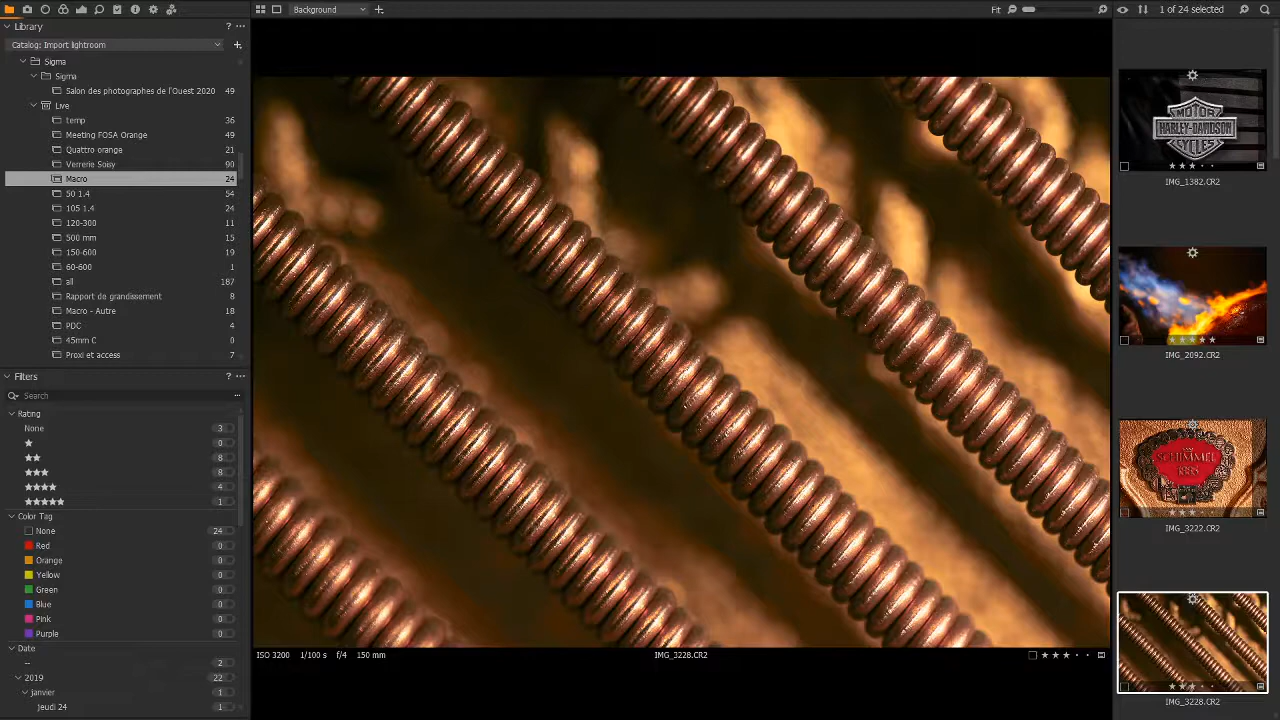 Background
Fit
1 of 24 selected
Library
Catalog: Import lightroom
Sigma
Sigma
Salon des photographes de l'Ouest 2020 49
Live
temp 36
Meeting FOSA Orange 49
Quattro orange 21
Verrerie Soisy 90
Macro 24
50 1.4 54
105 1.4 24
120-300 11
500 mm 15
150-600 19
60-600 1
all 187
Rapport de grandissement 8
Macro - Autre 18
PDC 4
45mm C 0
Proxi et access 7
Filters
Search
Rating
None 3
0
8
8
4
1
Color Tag
None 24
Red 0
Orange 0
Yellow 0
Green 0
Blue 0
Pink 0
Purple 0
Date
-- 2
2019 22
janvier 1
jeudi 24 1
ISO 3200 1/100 s f/4 150 mm
IMG_3228.CR2
MOTOR
HARLEY-DAVIDSON
CYCLES
IMG_1382.CR2
IMG_2092.CR2
SCHIMMEL
1885
IMG_3222.CR2
IMG_3228.CR2